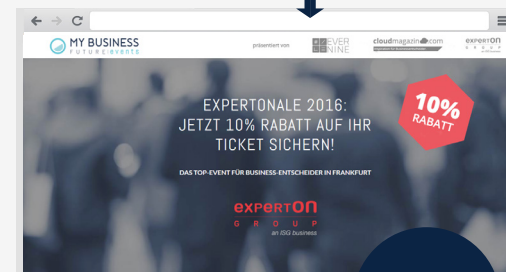 MY BUSINESS
FUTURE:events
präsentiert von
EVER
NINE
cloudmagazin.com
experton
GROUP
EXPERTONALE 2016:
JETZT 10% RABATT AUF IHR
TICKET SICHERN!
10%
RABATT
DAS TOP-EVENT FÜR BUSINESS-ENTSCHEIDER IN FRANKFURT
experton
GROUP
an ISG business